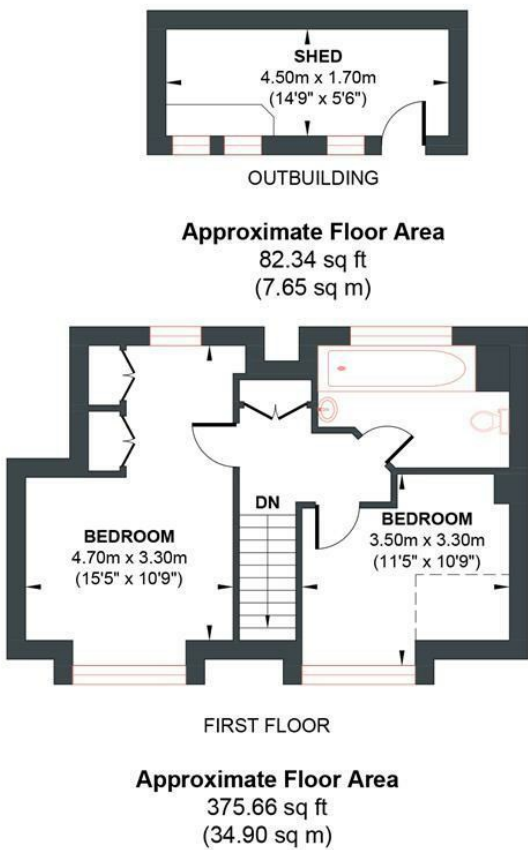 SHED
4.50m x 1.70m
(14'9" x 5'6")
OUTBUILDING
Approximate Floor Area
82.34 sq ft
(7.65 sq m)
DN
BEDROOM
4.70m x 3.30m
(15'5" x 10'9")
BEDROOM
3.50m x 3.30m
(11'5" x 10'9")
FIRST FLOOR
Approximate Floor Area
375.66 sq ft
(34.90 sq m)